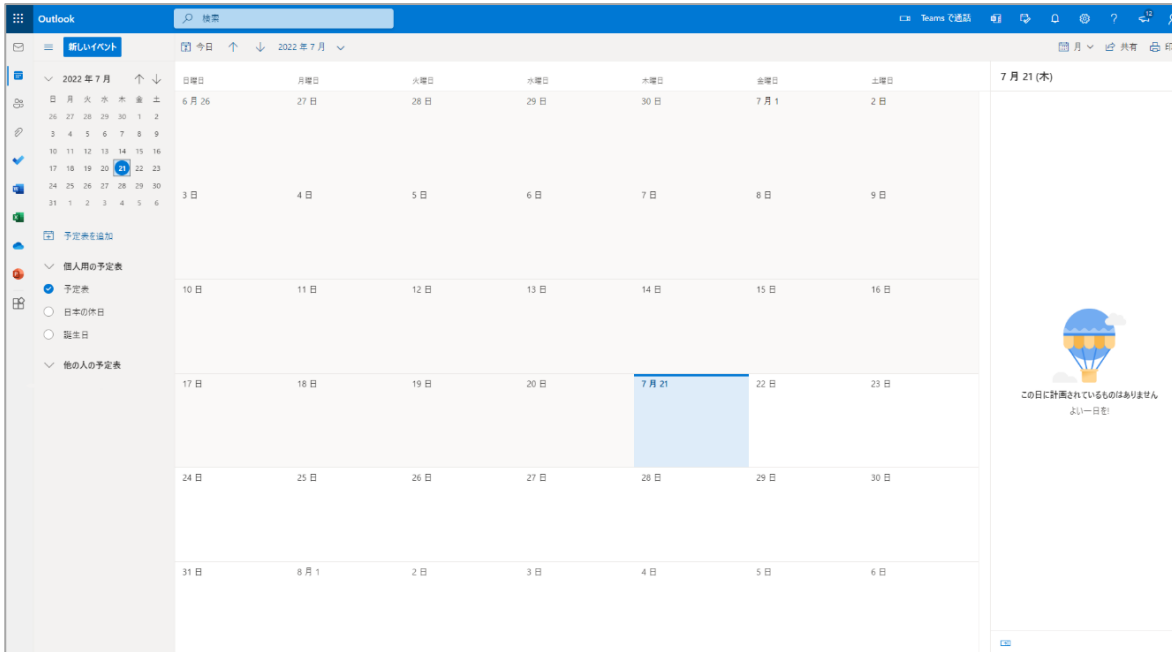 Outlook
検索
Teams で通話
12
新しいイベント
今日
2022 年 7 月
月
共有
2022 年 7 月
日 月 火 水 木 金 土
26 27 28 29 30 1 2
3 4 5 6 7 8 9
10 11 12 13 14 15 16
17 18 19 20 21 22 23
24 25 26 27 28 29 30
31 1 2 3 4 5 6
予定表を追加
個人用の予定表
予定表
日本の休日
誕生日
他の人の予定表
日曜日 月曜日 火曜日 水曜日 木曜日 金曜日 土曜日
6 月 26 27 日 28 日 29 日 30 日 7 月 1 2 日
3 日 4 日 5 日 6 日 7 日 8 日 9 日
10 日 11 日 12 日 13 日 14 日 15 日 16 日
17 日 18 日 19 日 20 日 7 月 21 22 日 23 日
24 日 25 日 26 日 27 日 28 日 29 日 30 日
31 日 8 月 1 2 日 3 日 4 日 5 日 6 日
7 月 21 (木)
この日に計画されているものはありません
よい一日を!